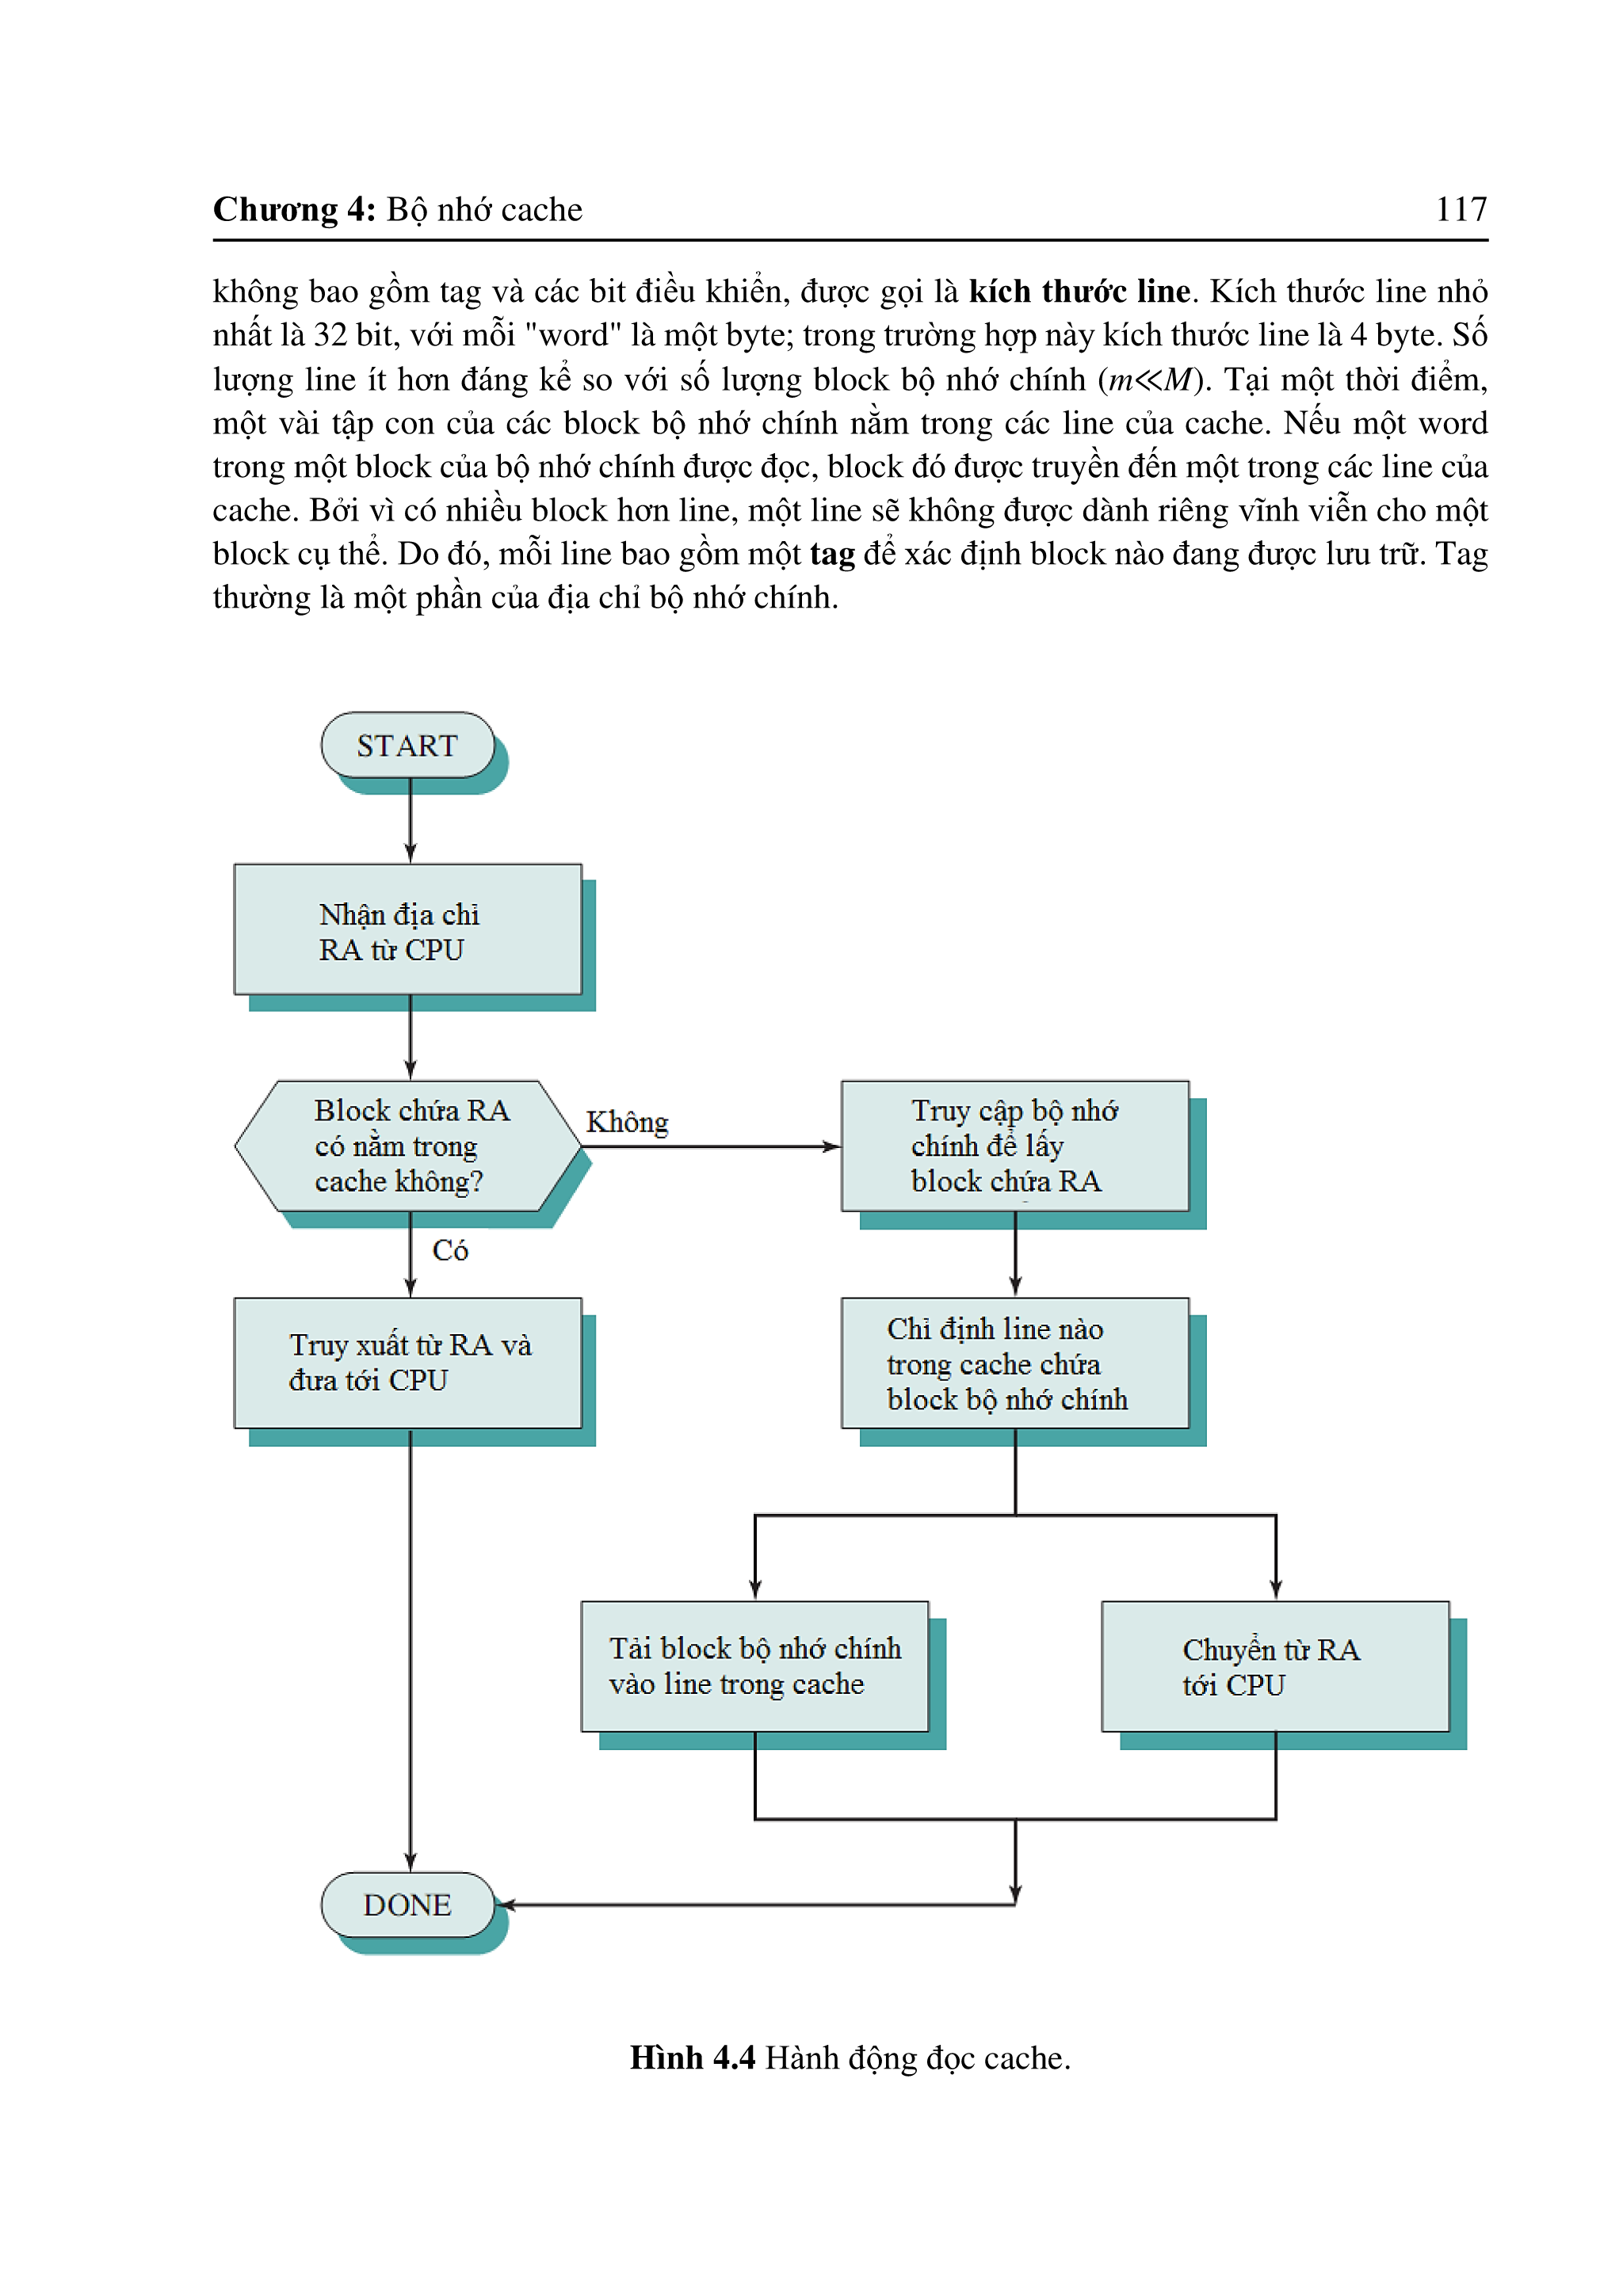 Chương 4: Bộ nhớ cache 117
không bao gồm tag và các bit điều khiển, được gọi là kích thước line. Kích thước line nhỏ
nhất là 32 bit, với mỗi "word" là một byte; trong trường hợp này kích thước line là 4 byte. Số
lượng line ít hơn đáng kể so với số lượng block bộ nhớ chính (m≪M). Tại một thời điểm,
một vài tập con của các block bộ nhớ chính nằm trong các line của cache. Nếu một word
trong một block của bộ nhớ chính được đọc, block đó được truyền đến một trong các line của
cache. Bởi vì có nhiều block hơn line, một line sẽ không được dành riêng vĩnh viễn cho một
block cụ thể. Do đó, mỗi line bao gồm một tag để xác định block nào đang được lưu trữ. Tag
thường là một phần của địa chỉ bộ nhớ chính.
START
Nhận địa chỉ
RA từ CPU
Block chứa RA
có nằm trong
cache không?
Không
Truy cập bộ nhớ
chính để lấy
block chứa RA
Có
Truy xuất từ RA và
đưa tới CPU
Chỉ định line nào
trong cache chứa
block bộ nhớ chính
Tải block bộ nhớ chính
vào line trong cache
Chuyển từ RA
tới CPU
DONE
Hình 4.4 Hành động đọc cache.